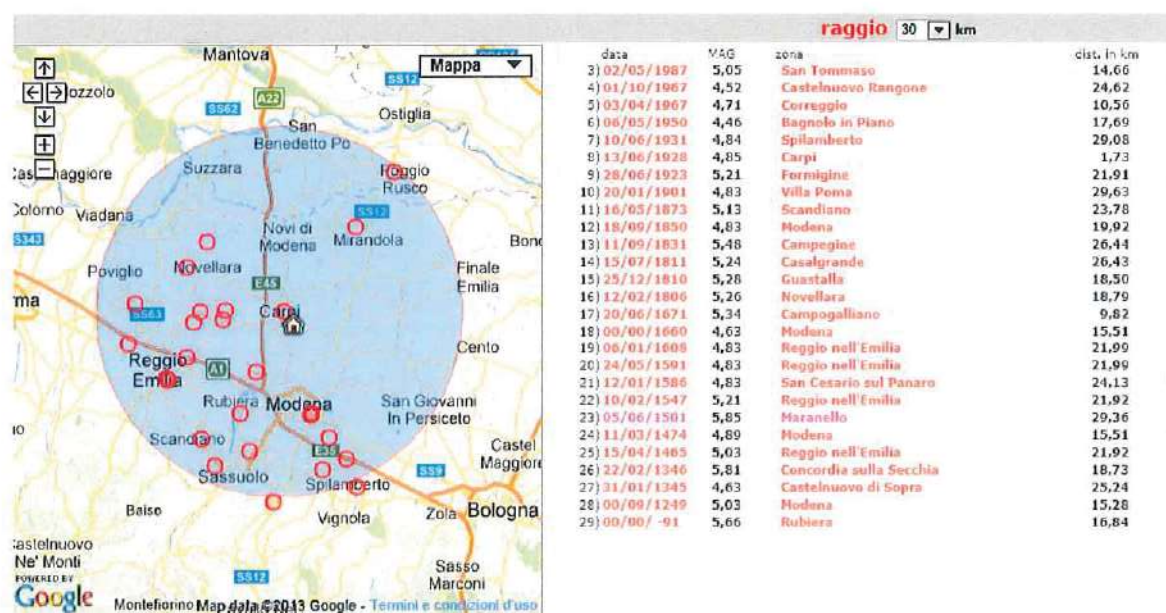 raggio 30 km
data MAG zona dist. in km
3) 02/05/1987 5,05 San Tommaso 14,66
4) 01/10/1967 4,52 Castelnuovo Rangone 24,62
5) 03/04/1967 4,71 Correggio 10,56
6) 06/05/1950 4,46 Bagnolo in Piano 17,69
7) 10/06/1931 4,84 Spilamberto 29,08
8) 13/06/1928 4,85 Carpi 1,73
9) 28/06/1923 5,21 Formigine 21,91
10) 20/01/1901 4,83 Villa Poma 29,63
11) 16/05/1873 5,13 Scandiano 23,78
12) 18/09/1850 4,83 Modena 19,92
13) 11/09/1831 5,48 Campegine 26,44
14) 15/07/1811 5,24 Casalgrande 26,43
15) 25/12/1810 5,28 Guastalla 18,50
16) 12/02/1806 5,26 Novellara 18,79
17) 20/06/1671 5,34 Campogalliano 9,82
18) 00/00/1660 4,63 Modena 15,51
19) 06/01/1608 4,83 Reggio nell'Emilia 21,99
20) 24/05/1591 4,83 Reggio nell'Emilia 21,99
21) 12/01/1586 4,83 San Cesario sul Panaro 24,13
22) 10/02/1547 5,21 Reggio nell'Emilia 21,92
23) 05/06/1501 5,85 Maranello 29,36
24) 11/03/1474 4,89 Modena 15,51
25) 15/04/1465 5,03 Reggio nell'Emilia 21,92
26) 22/02/1346 5,81 Concordia sulla Secchia 18,73
27) 31/01/1345 4,63 Castelnuovo di Sopra 25,24
28) 00/09/1249 5,03 Modena 15,28
29) 00/00/ -91 5,66 Rubiera 16,84
Mantova
Mappa
SS12
A22
SS62
Ostiglia
San
Benedetto Po
Suzzara
Poggio
Rusco
Colorno Viadana
SS12
SS343
Novi di
Modena
Mirandola
Poviglio
Novellara
Finale
Emilia
E45
SS63
Carpi
Cento
Reggio
Emilia
A1
Rubiera
Modena
San Giovanni
In Persiceto
Scandiano
E35
Castel
Maggiore
Sassuolo
Spilamberto
SS9
Baiso
Vignola
Zola
Bologna
Castelnuovo
Ne' Monti
Sasso
Marconi
POWERED BY
Google
SS12
Montefiorino Map data ©2013 Google - Termini e condizioni d'uso